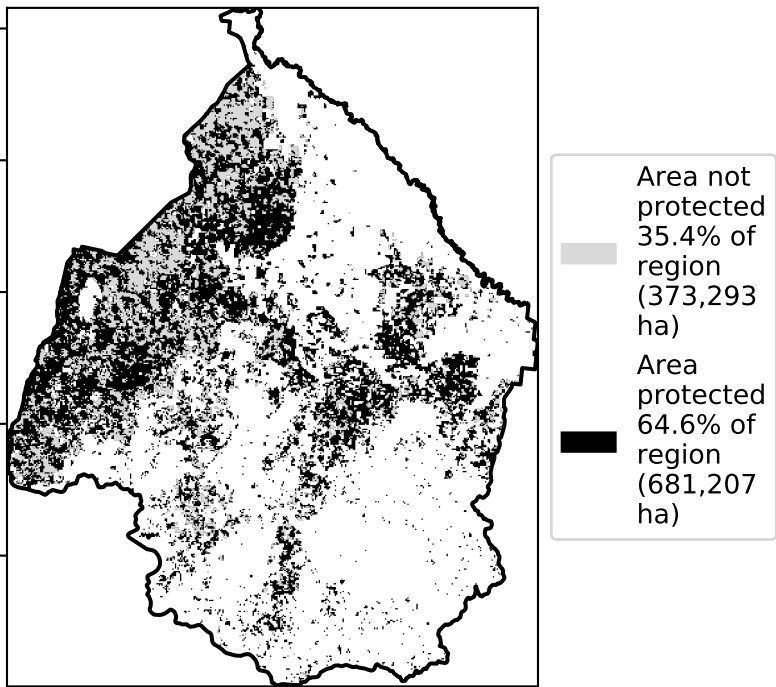 Area not
protected
35.4% of
region
(373,293
ha)
Area
protected
64.6% of
region
(681,207
ha)